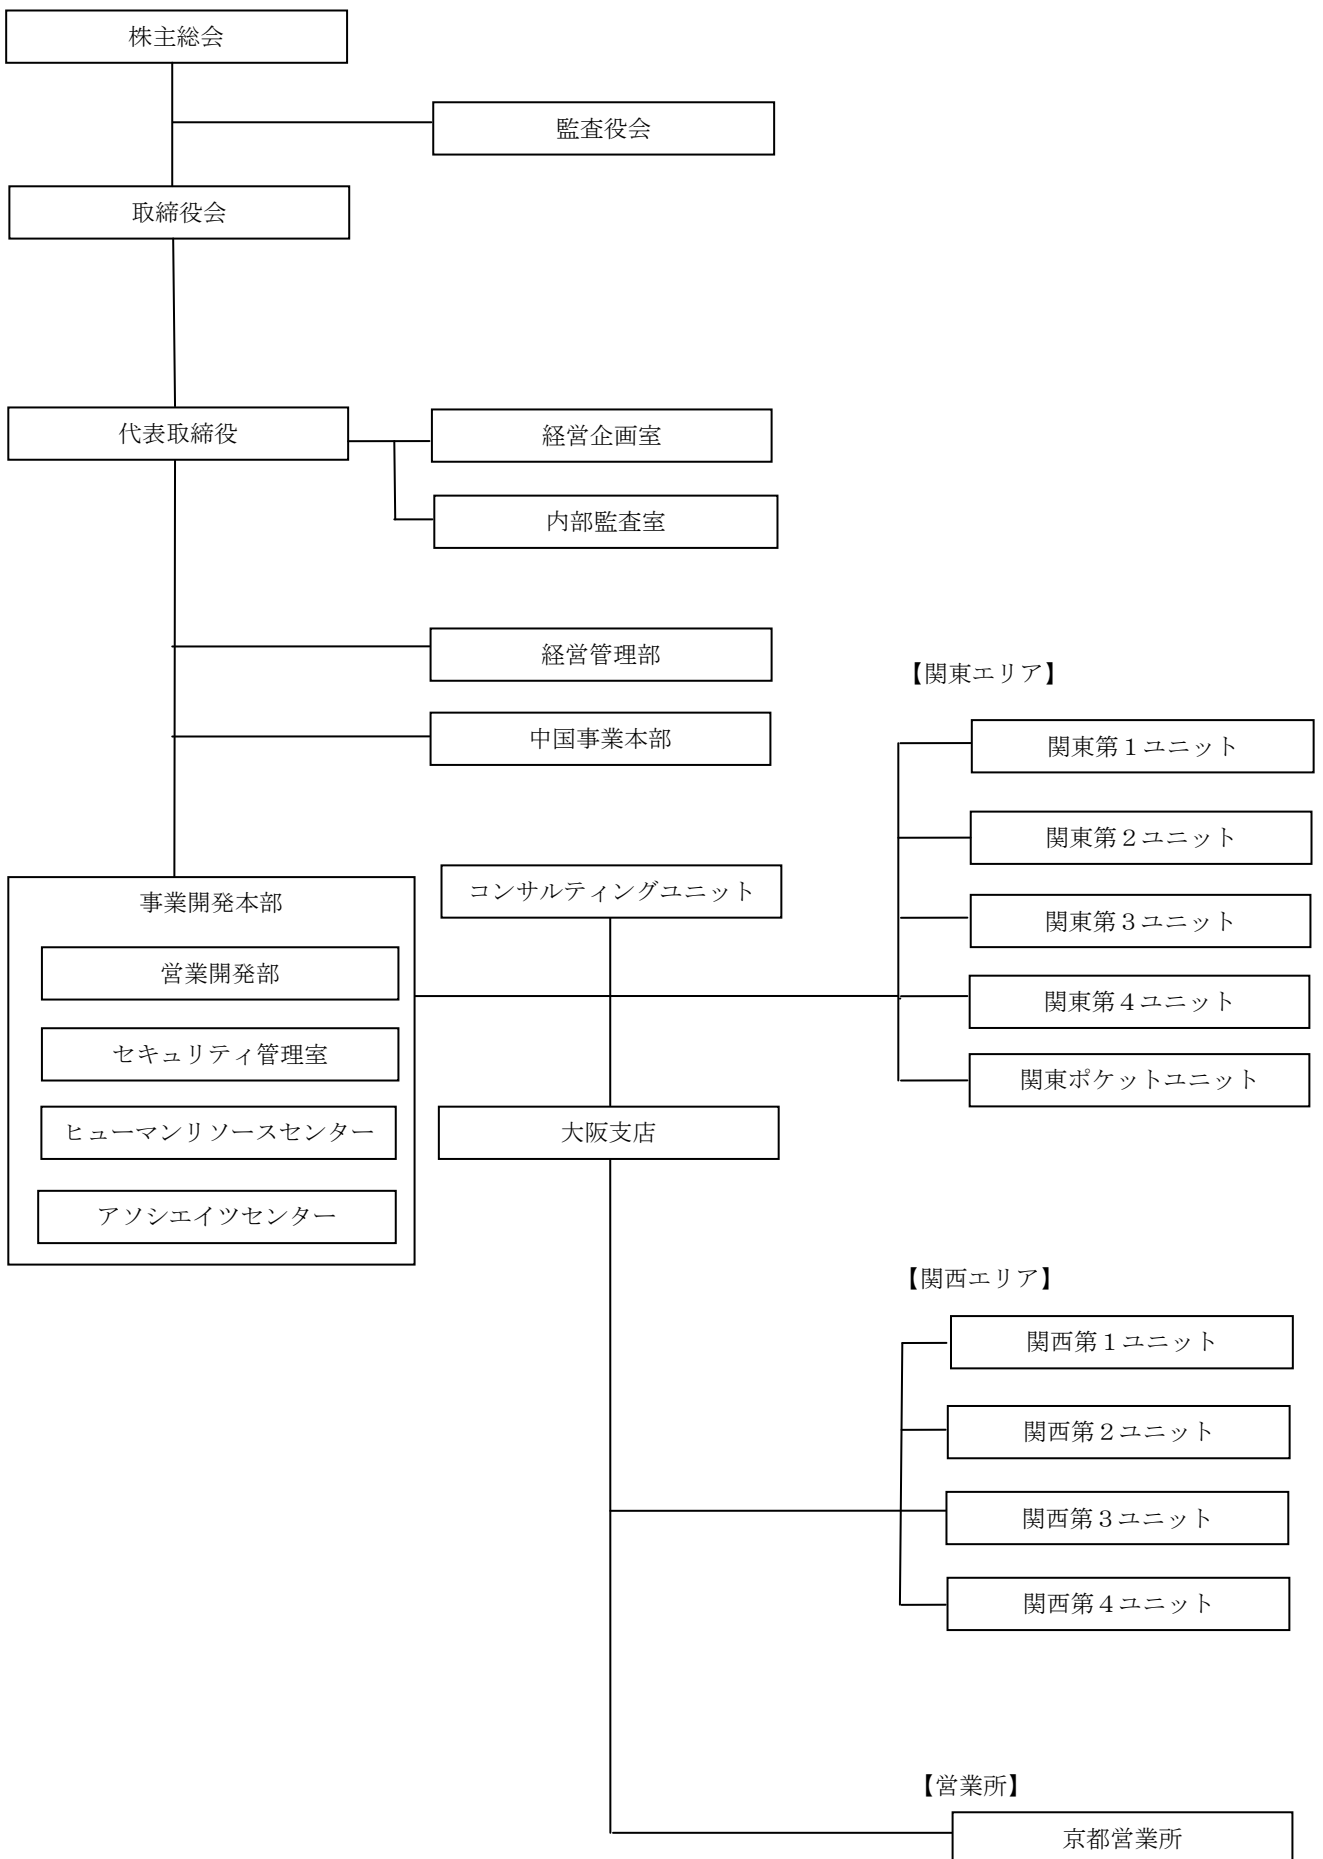 株主総会
監査役会
取締役会
代表取締役
経営企画室
内部監査室
経営管理部
中国事業本部
事業開発本部
営業開発部
セキュリティ管理室
ヒューマンリソースセンター
アソシエイツセンター
コンサルティングユニット
大阪支店
【関東エリア】
関東第１ユニット
関東第２ユニット
関東第３ユニット
関東第４ユニット
関東ポケットユニット
【関西エリア】
関西第１ユニット
関西第２ユニット
関西第３ユニット
関西第４ユニット
【営業所】
京都営業所